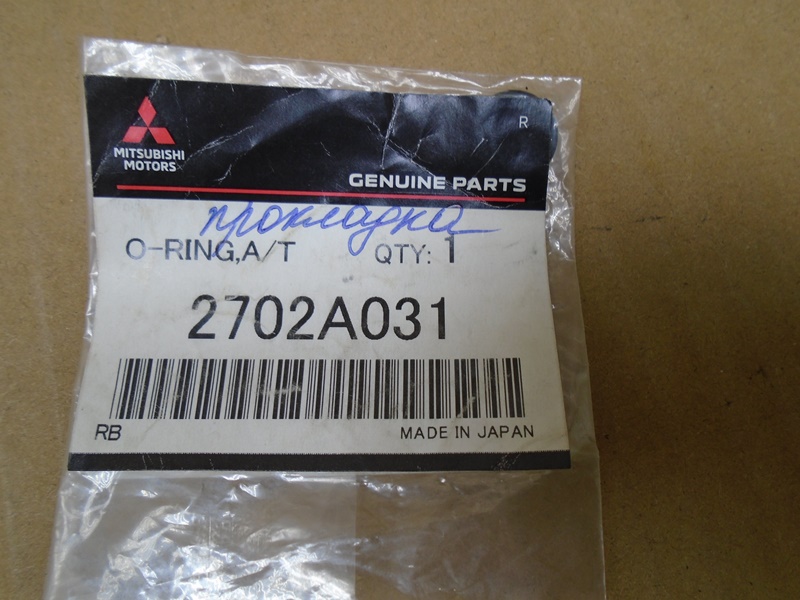 R
MITSUBISHI
MOTORS
GENUINE PARTS
прокладка
O-RING,A/T QTY: 1
2702A031
RB MADE IN JAPAN